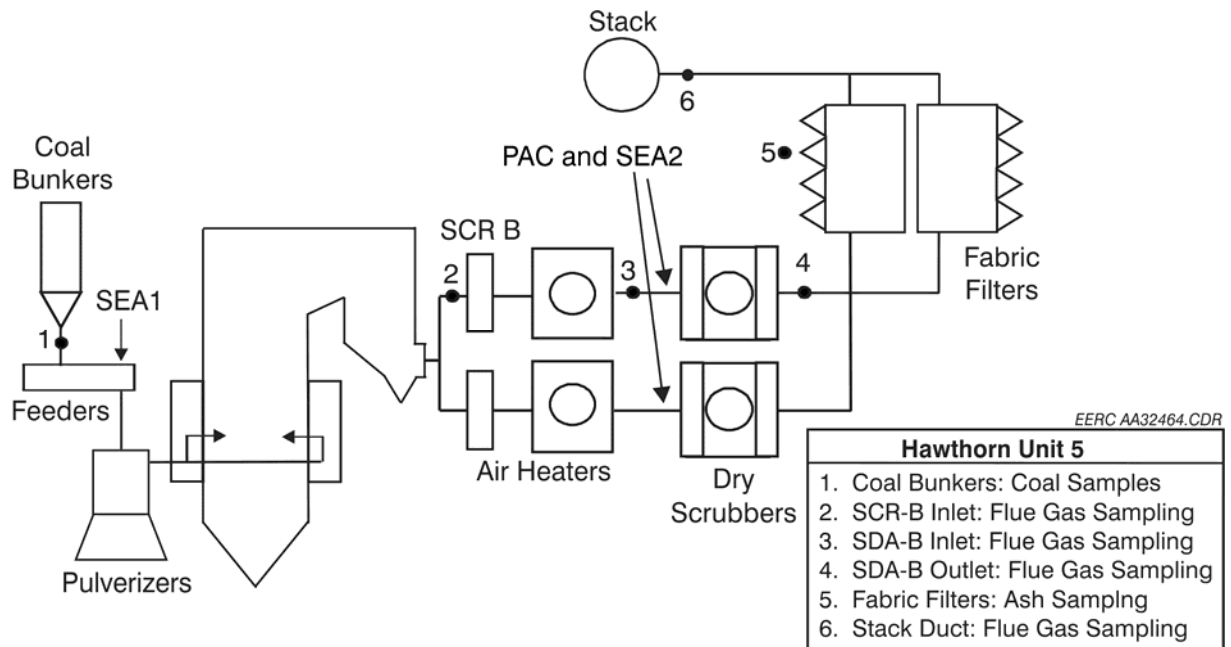 Stack
6
Coal
Bunkers
1
SEA1
Feeders
Pulverizers
SCR B
2
3
PAC and SEA2
4
5
Fabric
Filters
Air Heaters
Dry
Scrubbers
EERC AA32464.CDR
Hawthorn Unit 5
1. Coal Bunkers: Coal Samples
2. SCR-B Inlet: Flue Gas Sampling
3. SDA-B Inlet: Flue Gas Sampling
4. SDA-B Outlet: Flue Gas Sampling
5. Fabric Filters: Ash Samplng
6. Stack Duct: Flue Gas Sampling